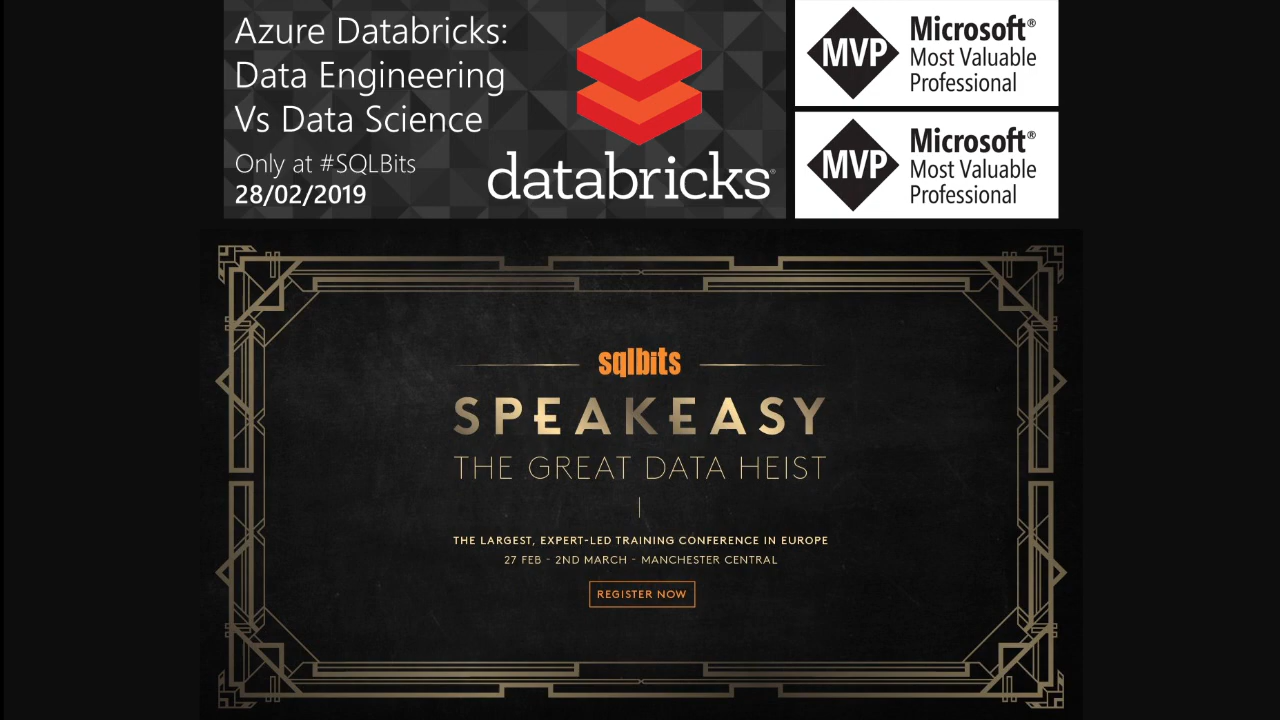 Azure Databricks:
Data Engineering
Vs Data Science
Only at #SQLBits
28/02/2019
databricks®
MVP
Microsoft®
Most Valuable
Professional
MVP
Microsoft®
Most Valuable
Professional
sqlbits
SPEAKEASY
THE GREAT DATA HEIST
THE LARGEST, EXPERT-LED TRAINING CONFERENCE IN EUROPE
27 FEB - 2ND MARCH - MANCHESTER CENTRAL
REGISTER NOW